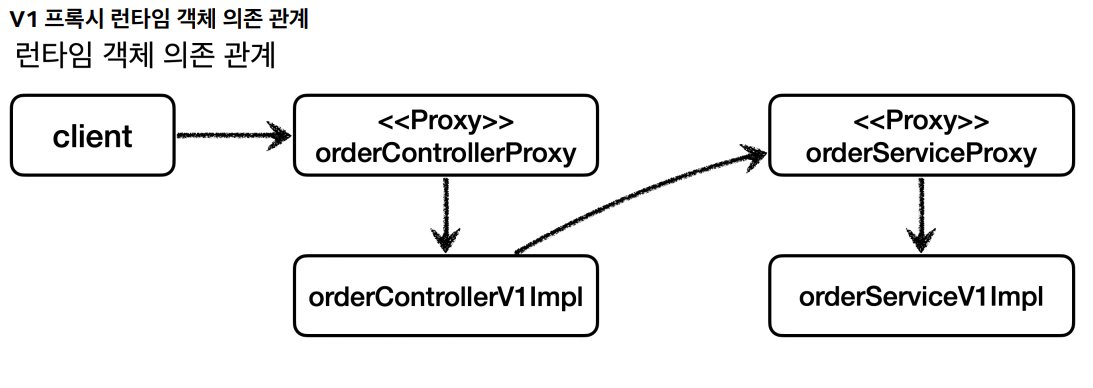 V1 프록시 런타임 객체 의존 관계
런타임 객체 의존 관계
client
<<Proxy>>
orderControllerProxy
<<Proxy>>
orderServiceProxy
orderControllerV1Impl
orderServiceV1Impl